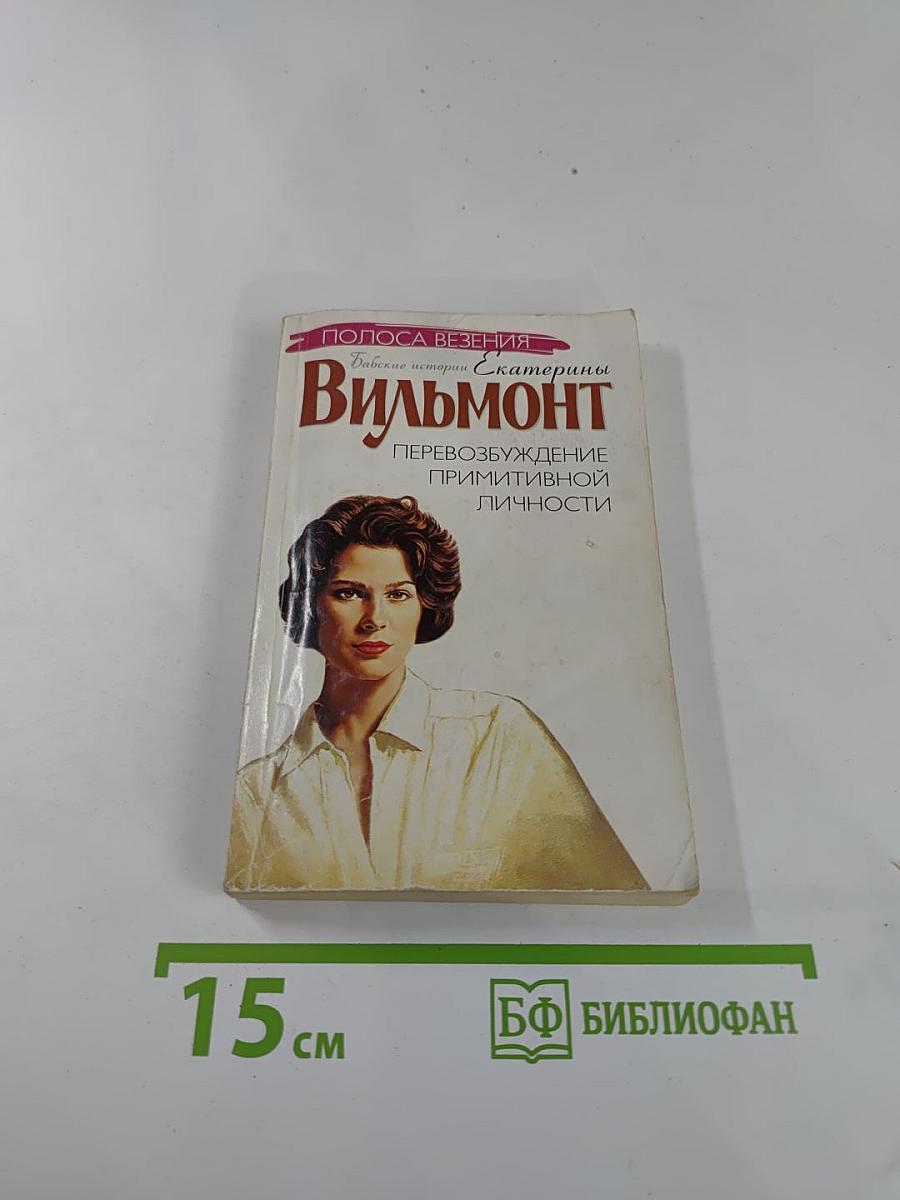 ПОЛОСА ВЕЗЕНИЯ
Бабские истории Екатерины
Вильмонт
ПЕРЕВОЗБУЖДЕНИЕ
ПРИМИТИВНОЙ
ЛИЧНОСТИ
15 см
БФ БИБЛИОФАН